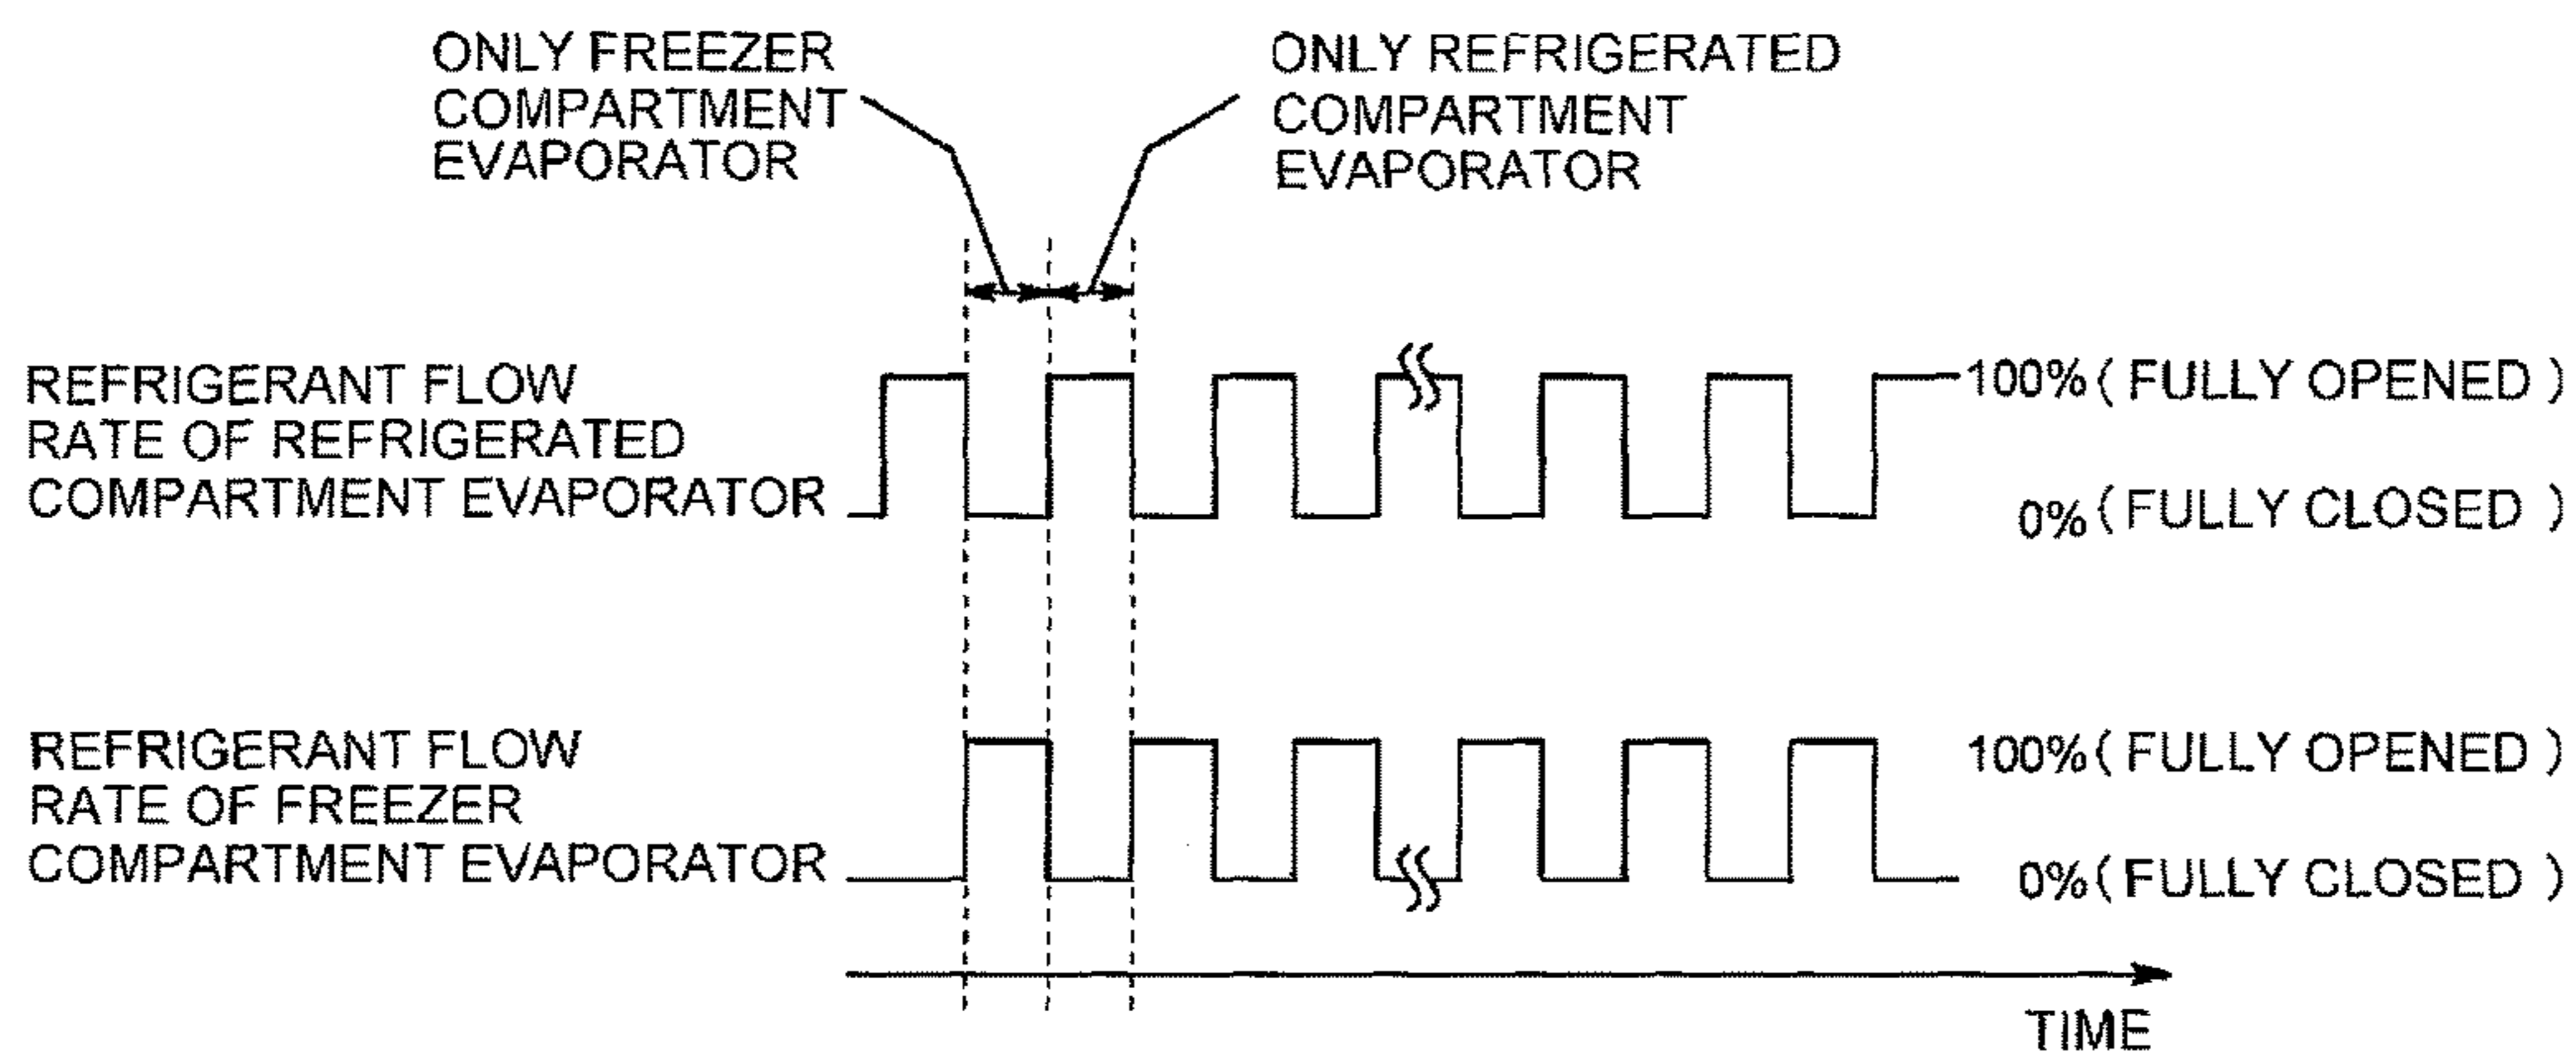 ONLY FREEZER
COMPARTMENT
EVAPORATOR
ONLY REFRIGERATED
COMPARTMENT
EVAPORATOR
REFRIGERANT FLOW
RATE OF REFRIGERATED
COMPARTMENT EVAPORATOR
100% ( FULLY OPENED )
0% ( FULLY CLOSED )
REFRIGERANT FLOW
RATE OF FREEZER
COMPARTMENT EVAPORATOR
100% ( FULLY OPENED )
0% ( FULLY CLOSED )
TIME